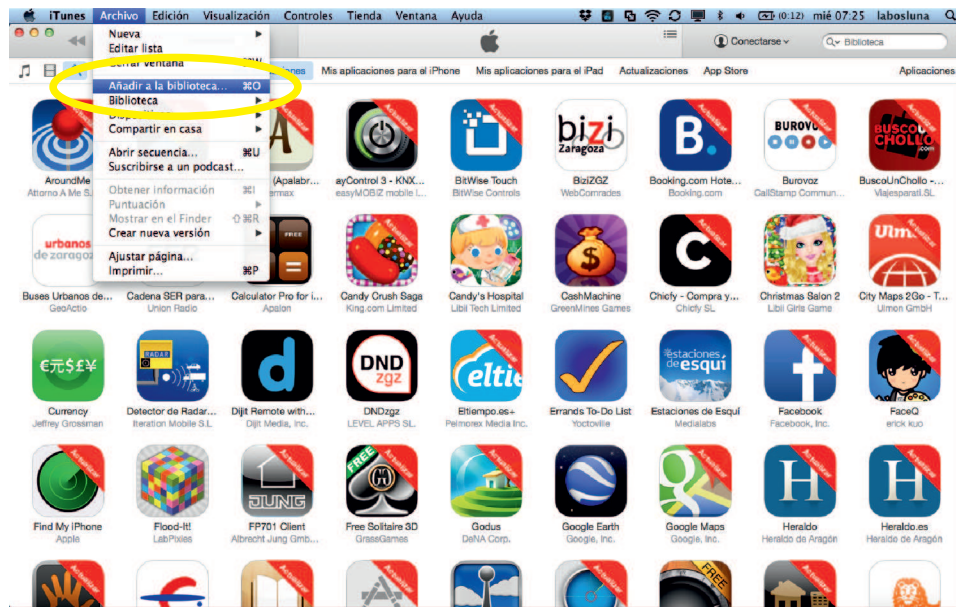 iTunes Archivo Edición Visualización Controles Tienda Ventana Ayuda (0:12) mié 07:25 labosluna
Nueva
Editar lista
Cerrar ventana
Añadir a la biblioteca... ⌘O
Biblioteca
Compartir en casa
Abrir secuencia... ⌘U
Suscribirse a un podcast...
Obtener información ⌘I
Puntuación
Mostrar en el Finder ⇧⌘R
Crear nueva versión
Ajustar página...
Imprimir... ⌘P
Conectarse
Biblioteca
Mis aplicaciones para el iPhone Mis aplicaciones para el iPad Actualizaciones App Store Aplicaciones
bizi
Zaragoza
B.
BUROVOZ
BUSCOU
CHOLLO
.com
Actualizar
AroundMe (Apalabr... ayControl 3 - KNX... BitWise Touch BiziZGZ Booking.com Hote... Burovoz BuscoUnChollo -...
Attorno A Me S. easyMOBIZ mobile i... BitWise Controls WebComrades Booking.com CallStamp Commun... Viajesparati.SL
urbanos
de zaragoza
FREE
Ulm
Buses Urbanos de... Cadena SER para... Calculator Pro for i... Candy Crush Saga Candy's Hospital CashMachine Chicfy - Compra y... Christmas Salon 2 City Maps 2Go - T...
GeoActio Union Radio Apalon King.com Limited Libii Tech Limited GreenMines Games Chicfy SL Libii Girls Game Ulmon GmbH
€元$£¥
RADAR
d
DND
zgz
eltie
estaciones
de esquí
f
Currency Detector de Radar... Dijit Remote with... DNDzgz Eltiempo.es+ Errands To-Do List Estaciones de Esquí Facebook FaceQ
Jeffrey Grossman Iteration Mobile S.L Dijit Media, Inc. LEVEL APPS SL. Pelmorex Media Inc. Yoctoville Medialabs Facebook, Inc. erick kuo
JUNG
FREE
H
H
Find My iPhone Flood-It! FP701 Client Free Solitaire 3D Godus Google Earth Google Maps Heraldo Heraldo.es
Apple LabPixies Albrecht Jung Gmb... GrassGames DeNA Corp. Google, Inc. Google, Inc. Heraldo de Aragón Heraldo de Aragón
FREE